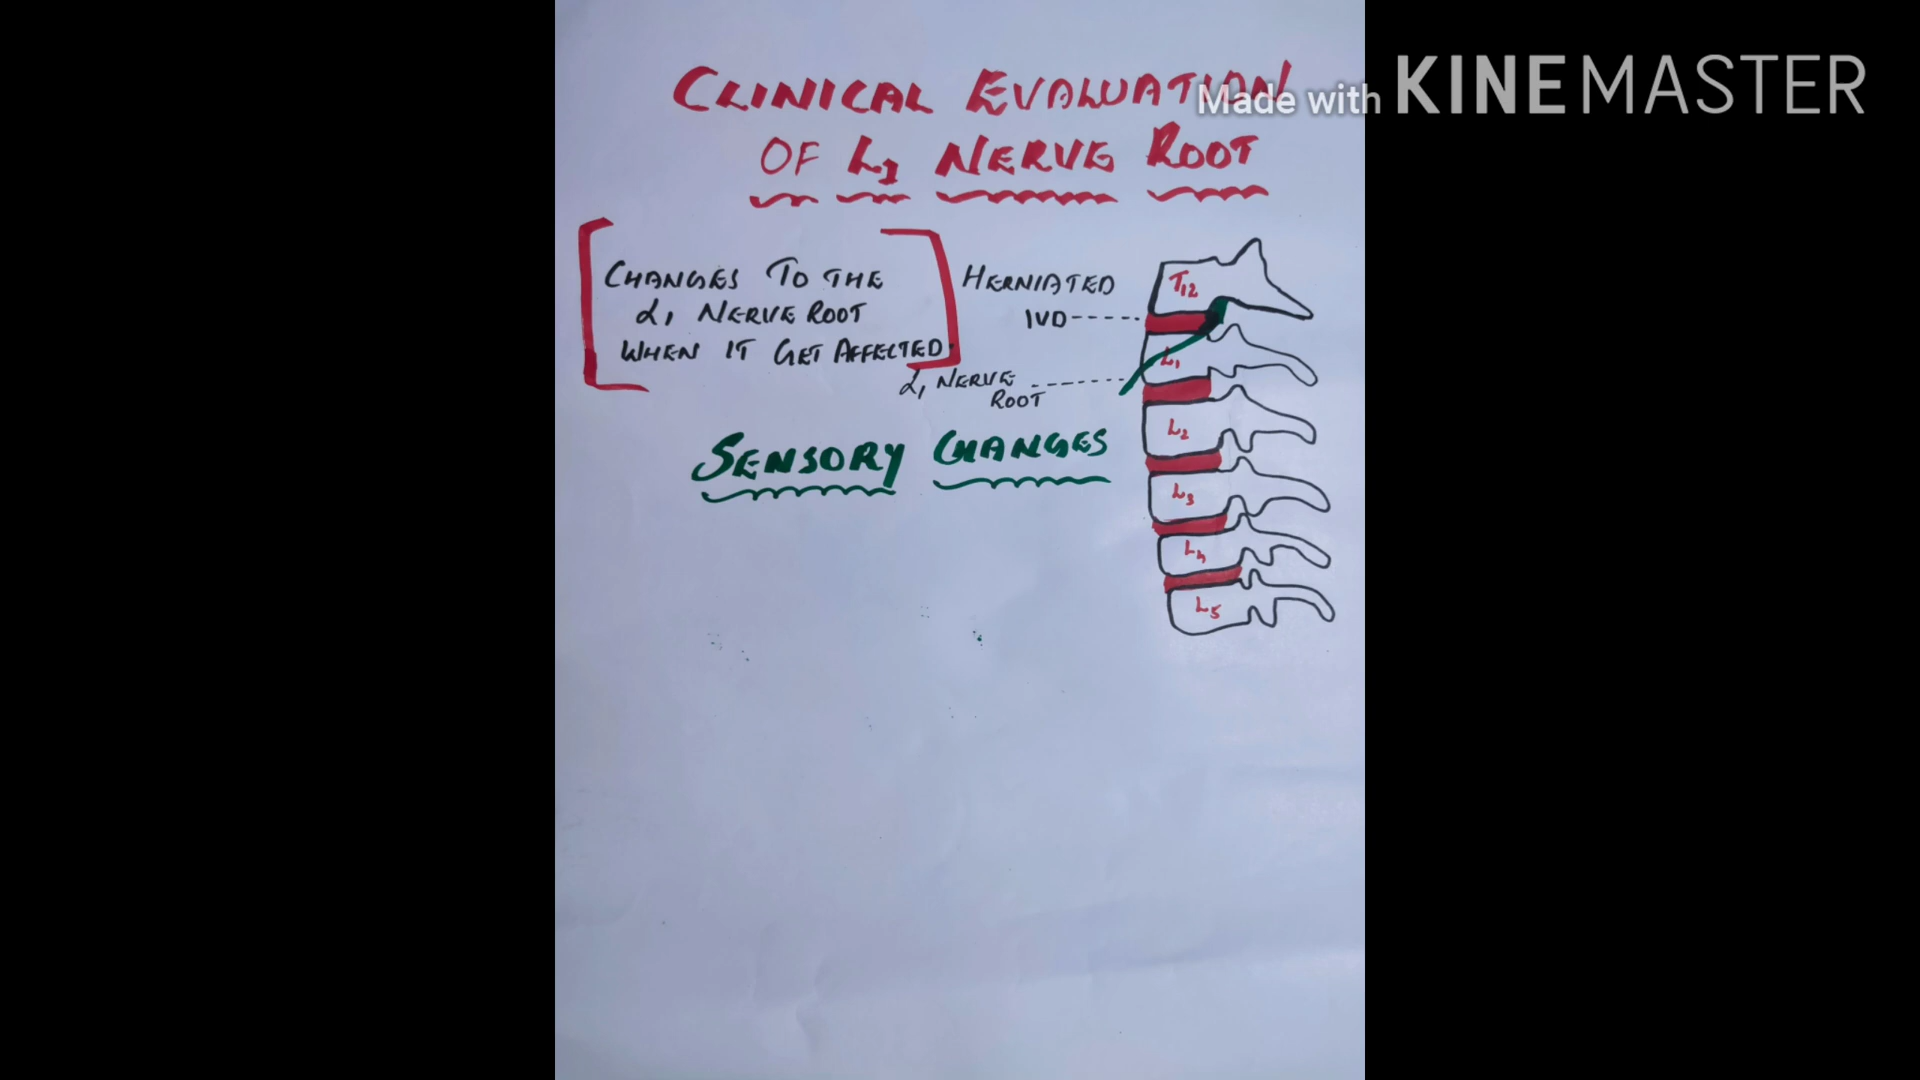 CLINICAL EVALUATION
OF L1 NERVE ROOT
Made with KINEMASTER
CHANGES TO THE
L1 NERVE ROOT
WHEN IT GET AFFECTED
HERNIATED
IVD
L1 NERVE
ROOT
SENSORY CHANGES
T12
L1
L2
L3
L4
L5